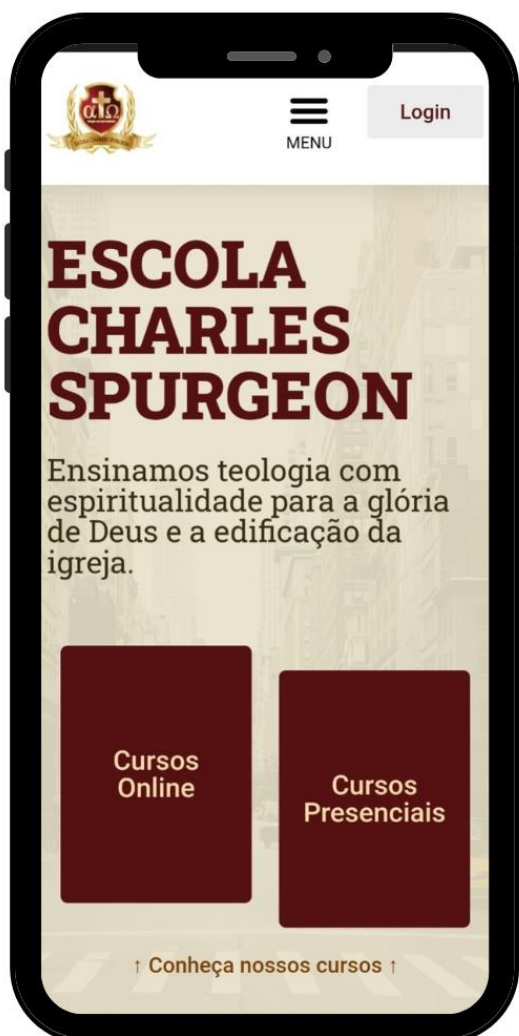 α Ω
MENU
Login
ESCOLA
CHARLES
SPURGEON
Ensinamos teologia com
espiritualidade para a glória
de Deus e a edificação da
igreja.
Cursos
Online
Cursos
Presenciais
↑ Conheça nossos cursos ↑